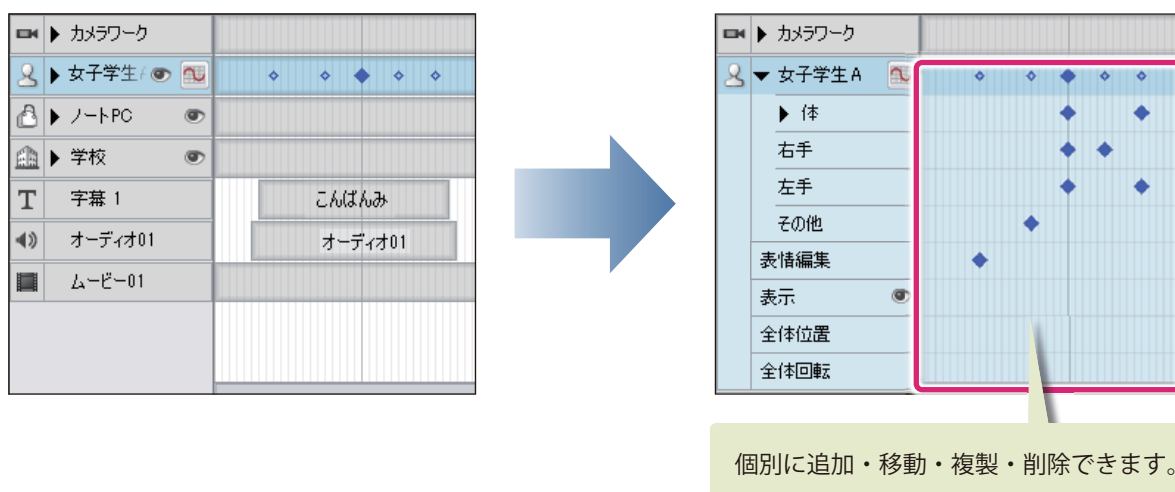 カメラワーク
女子学生A
ノートPC
学校
T 字幕 1
こんばんみ
オーディオ01
オーディオ01
ムービー01
カメラワーク
女子学生A
体
右手
左手
その他
表情編集
表示
全体位置
全体回転
個別に追加・移動・複製・削除できます。